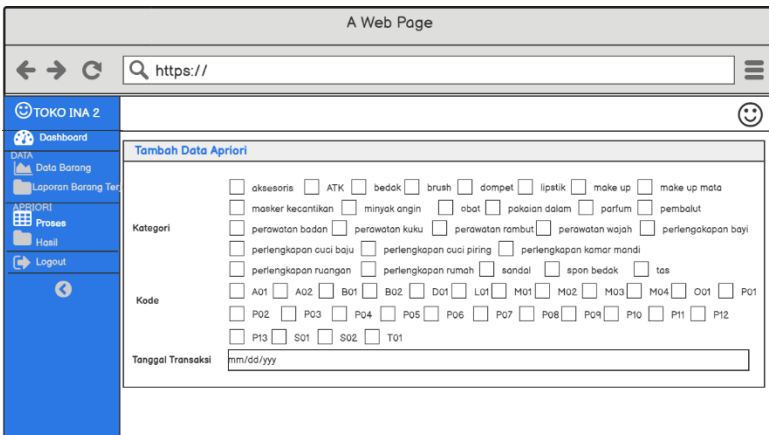 A Web Page
https://
TOKO INA 2
Dashboard
DATA
Data Barang
Laporan Barang Ter
APRIORI
Proses
Hasil
Logout
Tambah Data Apriori
Kategori
aksesoris ATK bedak brush dompet lipstik make up make up mata
masker kecantikan minyak angin obat pakaian dalam parfum pembalut
perawatan badan perawatan kuku perawatan rambut perawatan wajah perlengakapan bayi
perlengkapan cuci baju perlengkapan cuci piring perlengkapan kamar mandi
perlengkapan ruangan perlengkapan rumah sandal spon bedak tas
Kode
A01 A02 B01 B02 D01 L01 M01 M02 M03 M04 O01 P01
P02 P03 P04 P05 P06 P07 P08 P09 P10 P11 P12
P13 S01 S02 T01
Tanggal Transaksi
mm/dd/yyy